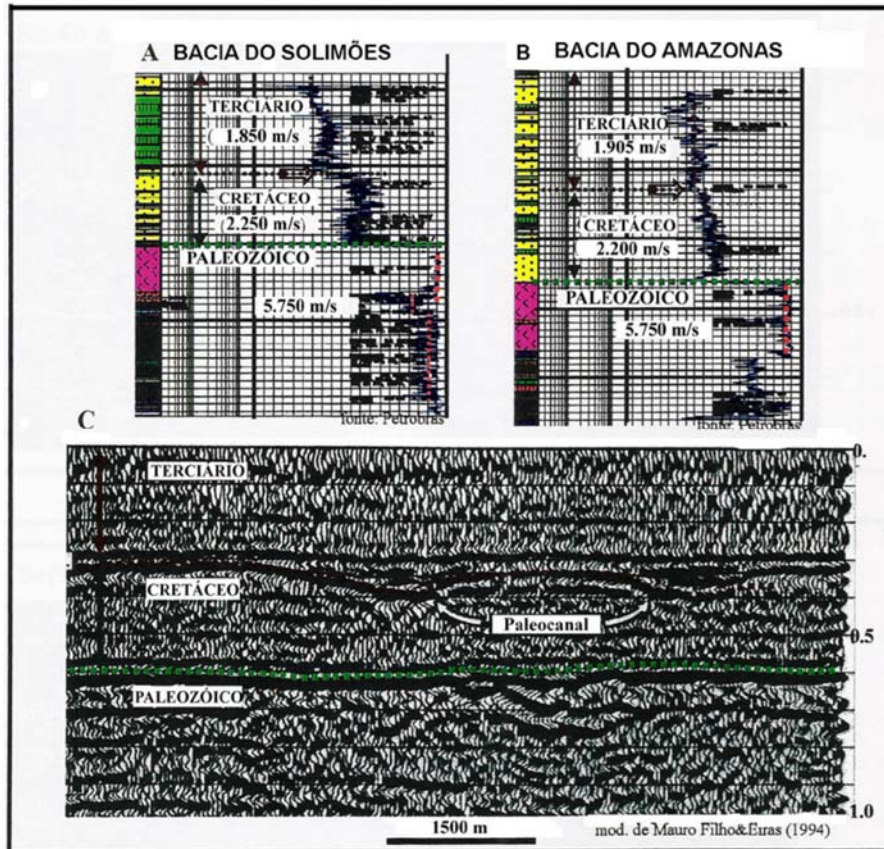 A BACIA DO SOLIMÕES
TERCIÁRIO
1.850 m/s
CRETÁCEO
(2.250 m/s)
PALEOZÓICO
5.750 m/s
fonte: Petrobras
B BACIA DO AMAZONAS
TERCIÁRIO
1.905 m/s
CRETÁCEO
2.200 m/s
PALEOZÓICO
5.750 m/s
fonte: Petrobras
C
0.
TERCIÁRIO
CRETÁCEO
Paleocanal
0.5
PALEOZÓICO
1.0
1500 m
mod. de Mauro Filho&Eiras (1994)